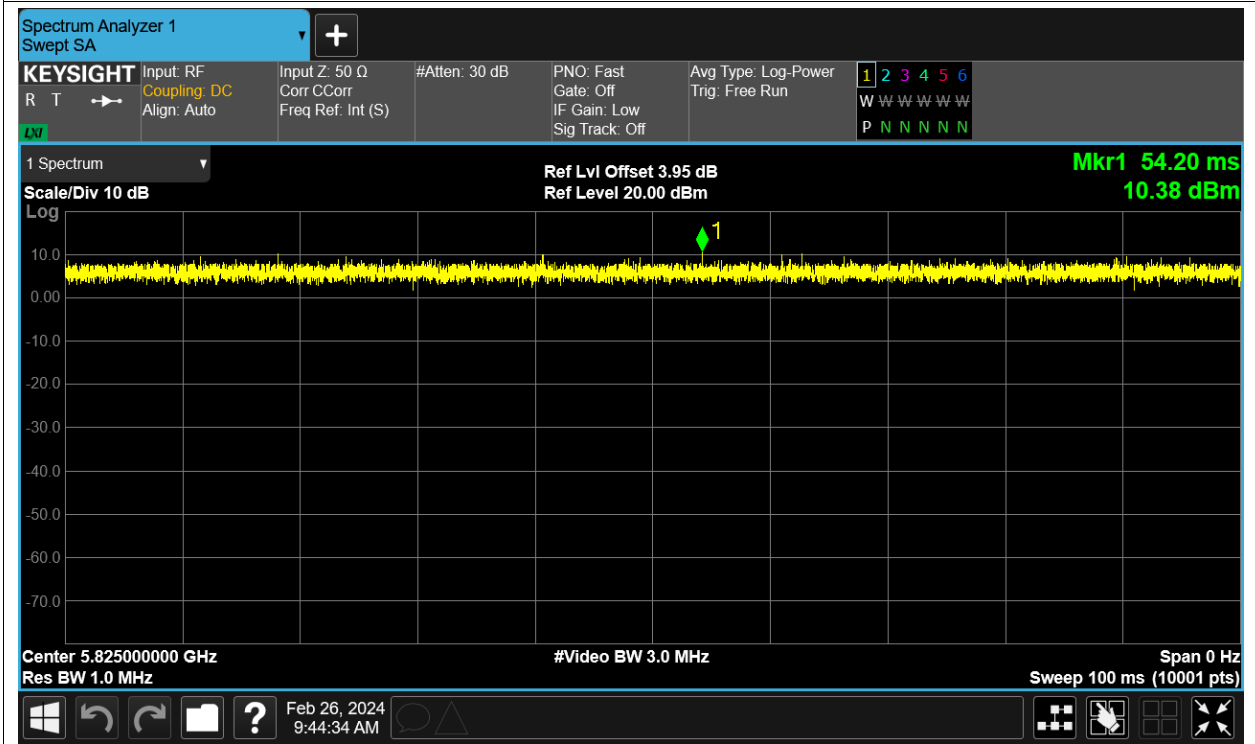 Spectrum Analyzer 1
Swept SA
KEYSIGHT
R T
LXI
Input: RF
Coupling: DC
Align: Auto
Input Z: 50 Ω
Corr CCorr
Freq Ref: Int (S)
#Atten: 30 dB
PNO: Fast
Gate: Off
IF Gain: Low
Sig Track: Off
Avg Type: Log-Power
Trig: Free Run
1 2 3 4 5 6
W W W W W W
P N N N N N
1 Spectrum
Scale/Div 10 dB
Log
Ref Lvl Offset 3.95 dB
Ref Level 20.00 dBm
Mkr1 54.20 ms
10.38 dBm
1
10.0
0.00
-10.0
-20.0
-30.0
-40.0
-50.0
-60.0
-70.0
Center 5.825000000 GHz
Res BW 1.0 MHz
#Video BW 3.0 MHz
Span 0 Hz
Sweep 100 ms (10001 pts)
?
Feb 26, 2024
9:44:34 AM